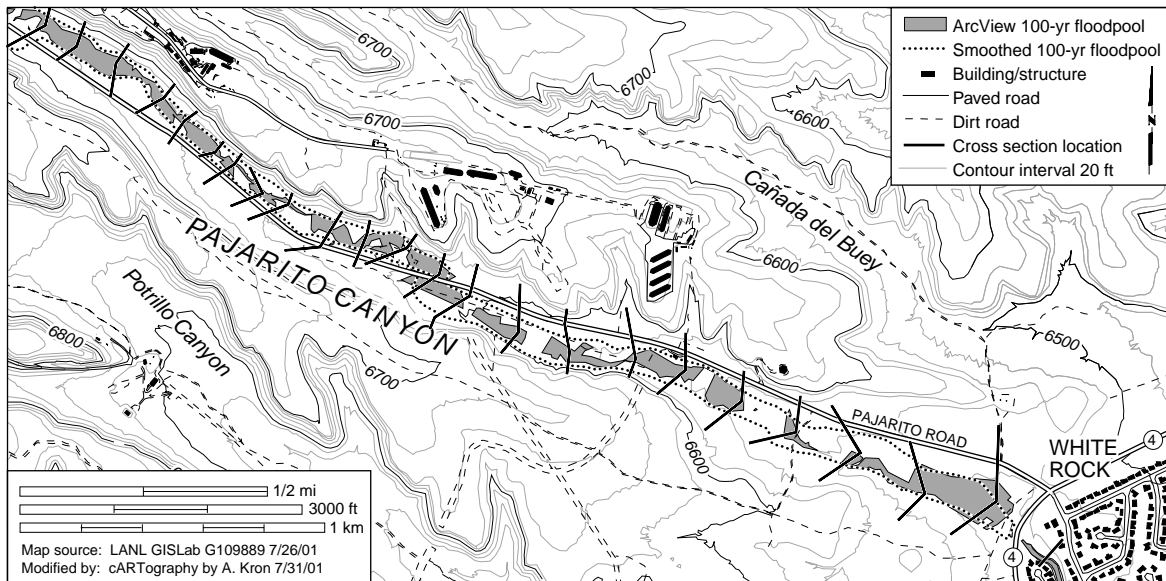 ArcView 100-yr floodpool
Smoothed 100-yr floodpool
Building/structure
Paved road
Dirt road
Cross section location
Contour interval 20 ft
N
6700
6700
6700
6600
Cañada del Buey
6600
PAJARITO CANYON
Potrillo Canyon
6800
6700
6500
6600
PAJARITO ROAD
WHITE
ROCK
4
4
1/2 mi
3000 ft
1 km
Map source: LANL GISLab G109889 7/26/01
Modified by: cARTography by A. Kron 7/31/01